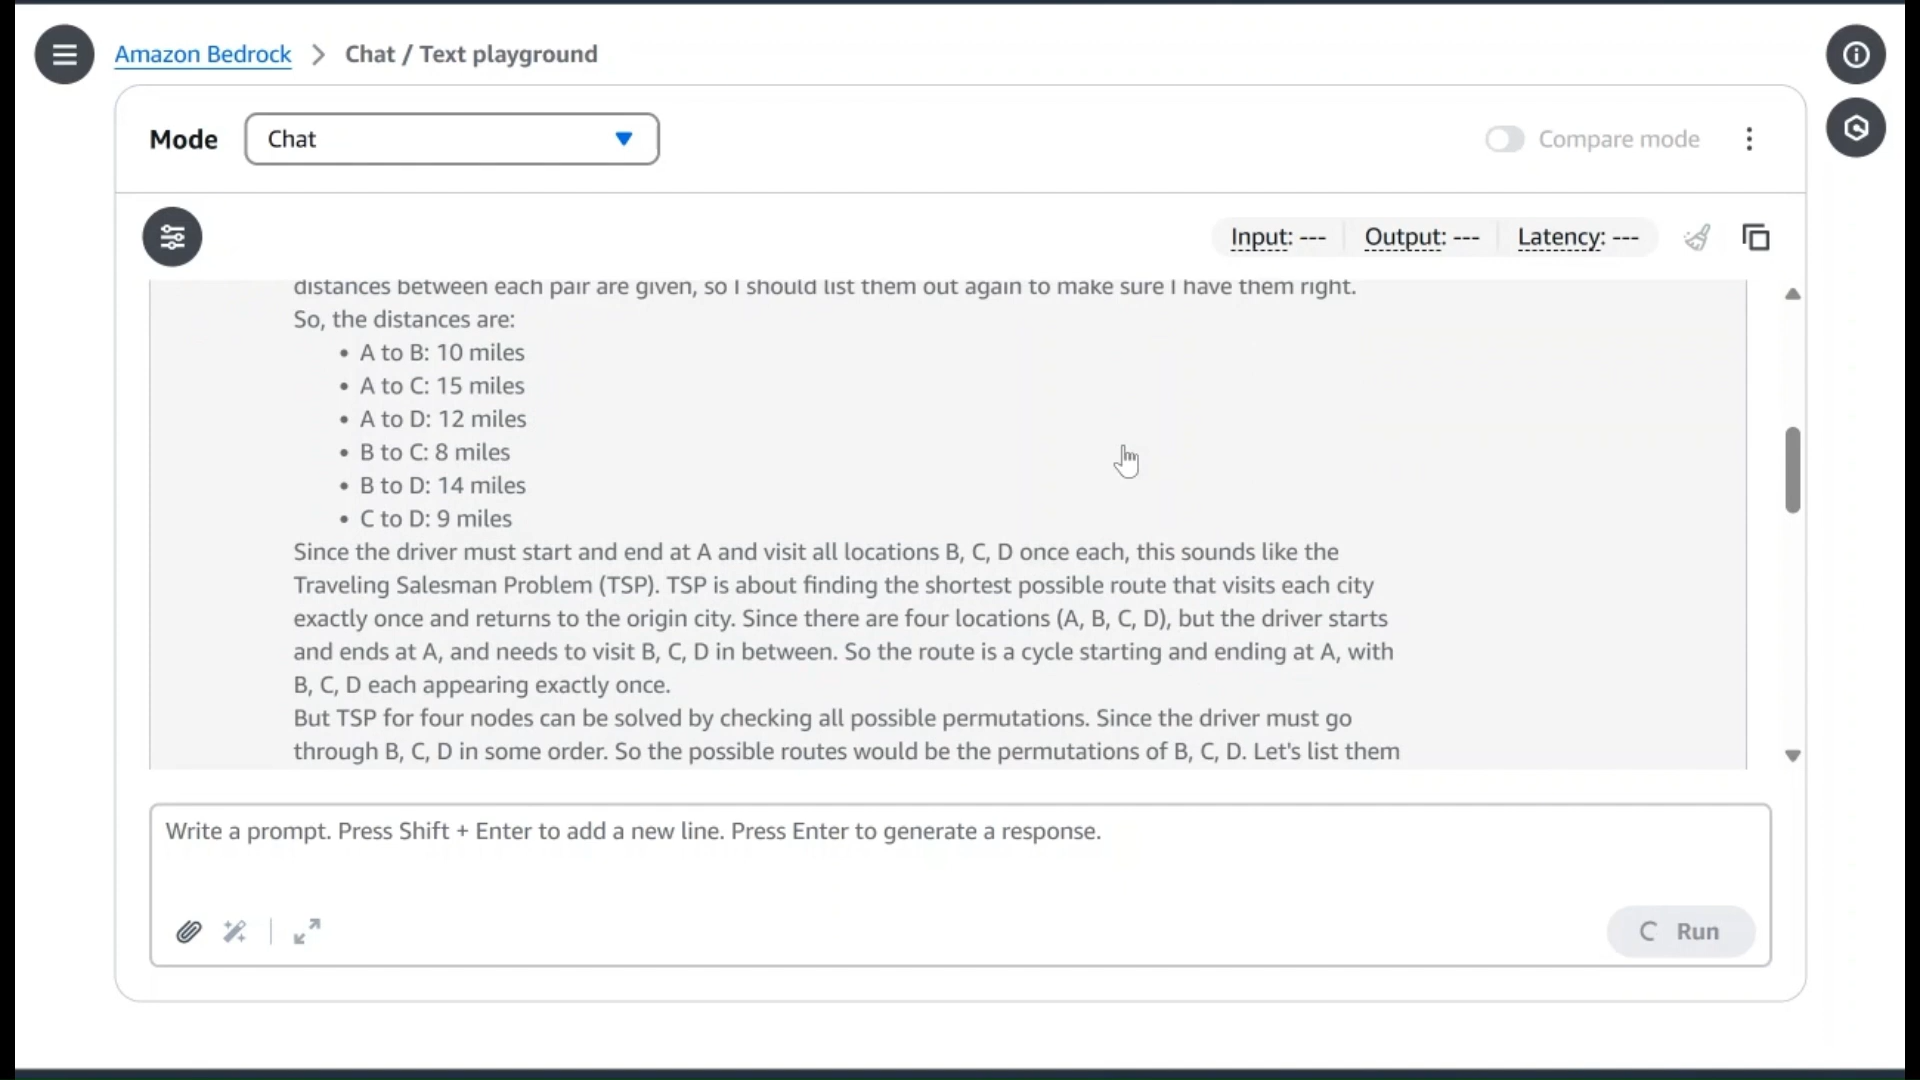 Amazon Bedrock
Chat / Text playground
Mode
Chat
Compare mode
Input: ---
Output: ---
Latency: ---
distances between each pair are given, so I should list them out again to make sure I have them right.
So, the distances are:
• A to B: 10 miles
• A to C: 15 miles
• A to D: 12 miles
• B to C: 8 miles
• B to D: 14 miles
• C to D: 9 miles
Since the driver must start and end at A and visit all locations B, C, D once each, this sounds like the
Traveling Salesman Problem (TSP). TSP is about finding the shortest possible route that visits each city
exactly once and returns to the origin city. Since there are four locations (A, B, C, D), but the driver starts
and ends at A, and needs to visit B, C, D in between. So the route is a cycle starting and ending at A, with
B, C, D each appearing exactly once.
But TSP for four nodes can be solved by checking all possible permutations. Since the driver must go
through B, C, D in some order. So the possible routes would be the permutations of B, C, D. Let's list them
Write a prompt. Press Shift + Enter to add a new line. Press Enter to generate a response.
Run